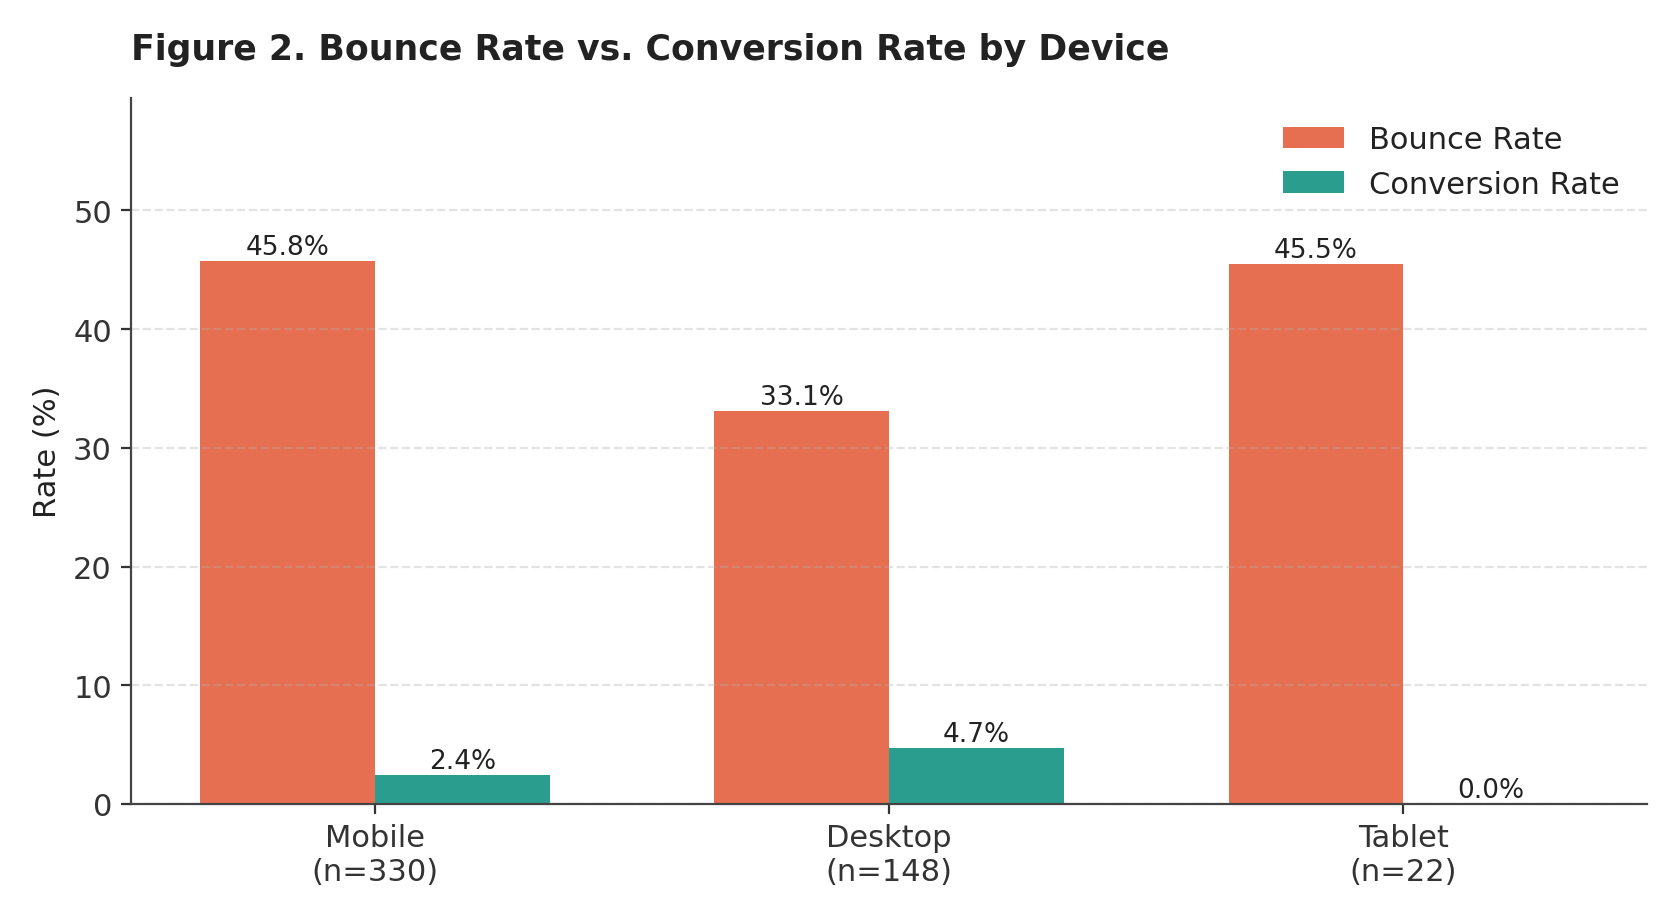 Figure 2. Bounce Rate vs. Conversion Rate by Device
Bounce Rate
Conversion Rate
Rate (%)
50
40
30
20
10
0
45.8%
2.4%
33.1%
4.7%
45.5%
0.0%
Mobile
(n=330)
Desktop
(n=148)
Tablet
(n=22)